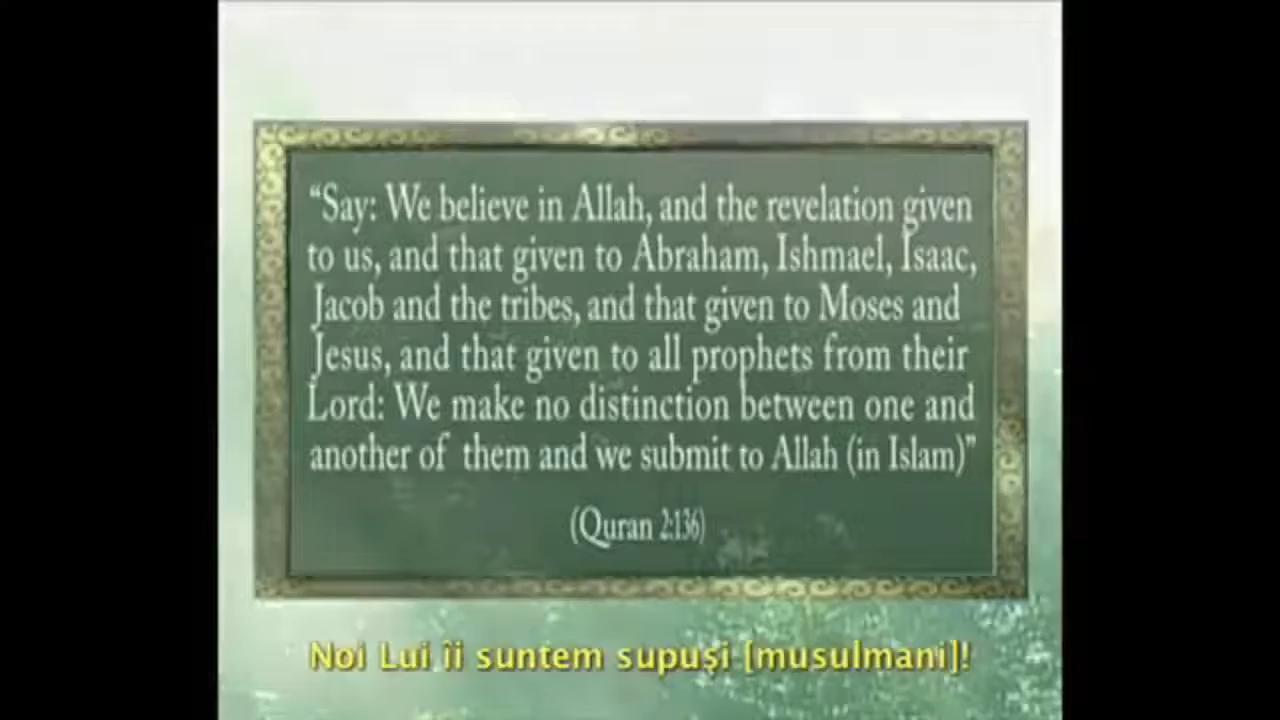 “Say: We believe in Allah, and the revelation given
to us, and that given to Abraham, Ishmael, Isaac,
Jacob and the tribes, and that given to Moses and
Jesus, and that given to all prophets from their
Lord: We make no distinction between one and
another of them and we submit to Allah (in Islam)”
(Quran 2:136)
Noi Lui îi suntem supuşi [musulmani]!